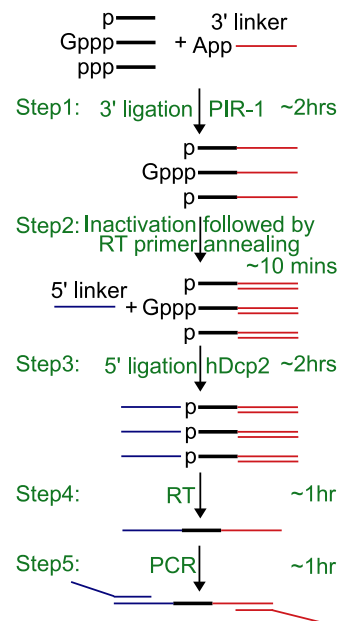 p
3' linker
Gppp + App
ppp
Step1: 3' ligation PIR-1 ~2hrs
p
Gppp
p
Step2: Inactivation followed by
RT primer annealing
~10 mins
p
5' linker
+ Gppp
p
Step3: 5' ligation hDcp2 ~2hrs
p
p
p
Step4: RT ~1hr
Step5: PCR ~1hr